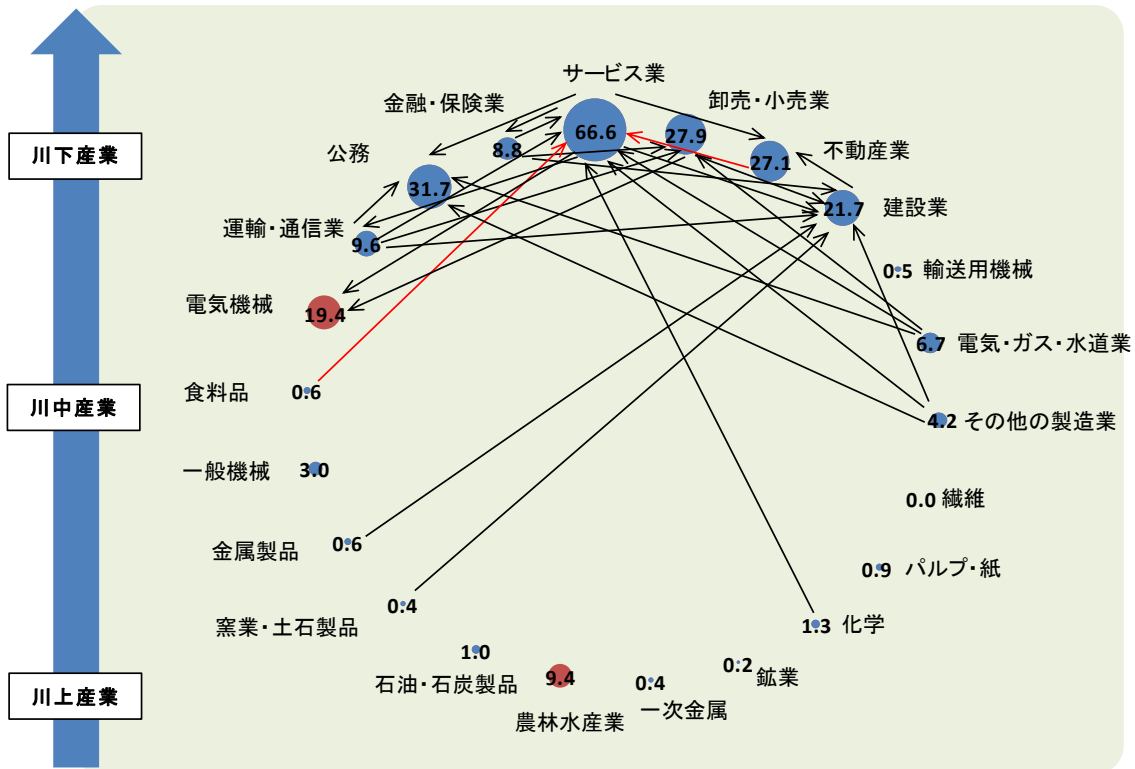 サービス業
金融・保険業
卸売・小売業
66.6
27.9
川下産業
8.8
公務
27.1
不動産業
31.7
21.7
建設業
運輸・通信業
9.6
0.5
輸送用機械
電気機械
19.4
6.7
電気・ガス・水道業
食料品
0.6
川中産業
4.2
その他の製造業
一般機械
3.0
0.0
繊維
金属製品
0.6
0.9
パルプ・紙
0.4
窯業・土石製品
1.3
化学
1.0
石油・石炭製品
9.4
農林水産業
0.4
一次金属
0.2
鉱業
川上産業